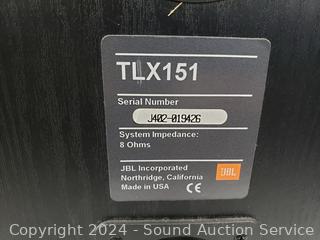 TLX151
Serial Number
J402-019426
System Impedance:
8 Ohms
JBL Incorporated
Northridge, California
Made in USA CE
JBL
Copyright 2024 - Sound Auction Service